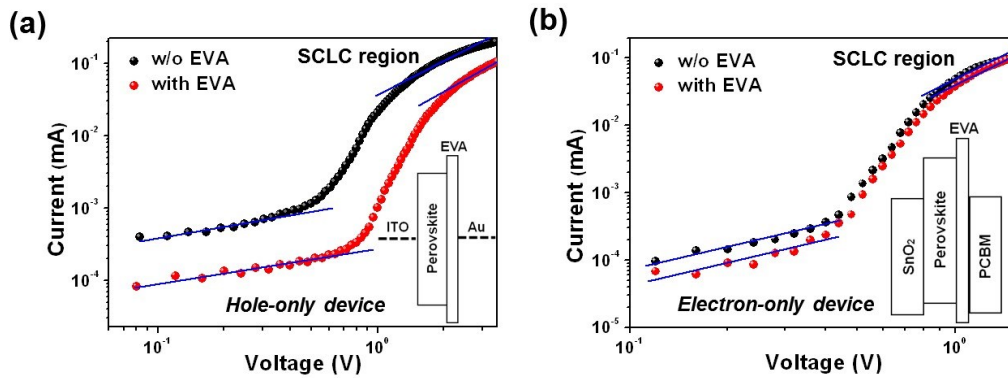 (a)
w/o EVA
with EVA
SCLC region
Current (mA)
10⁻¹
10⁻²
10⁻³
10⁻⁴
EVA
ITO
Perovskite
Au
Hole-only device
10⁻¹
10⁰
Voltage (V)
(b)
w/o EVA
with EVA
SCLC region
Current (mA)
10⁻¹
10⁻²
10⁻³
10⁻⁴
10⁻⁵
EVA
SnO₂
Perovskite
PCBM
Electron-only device
10⁻¹
10⁰
Voltage (V)